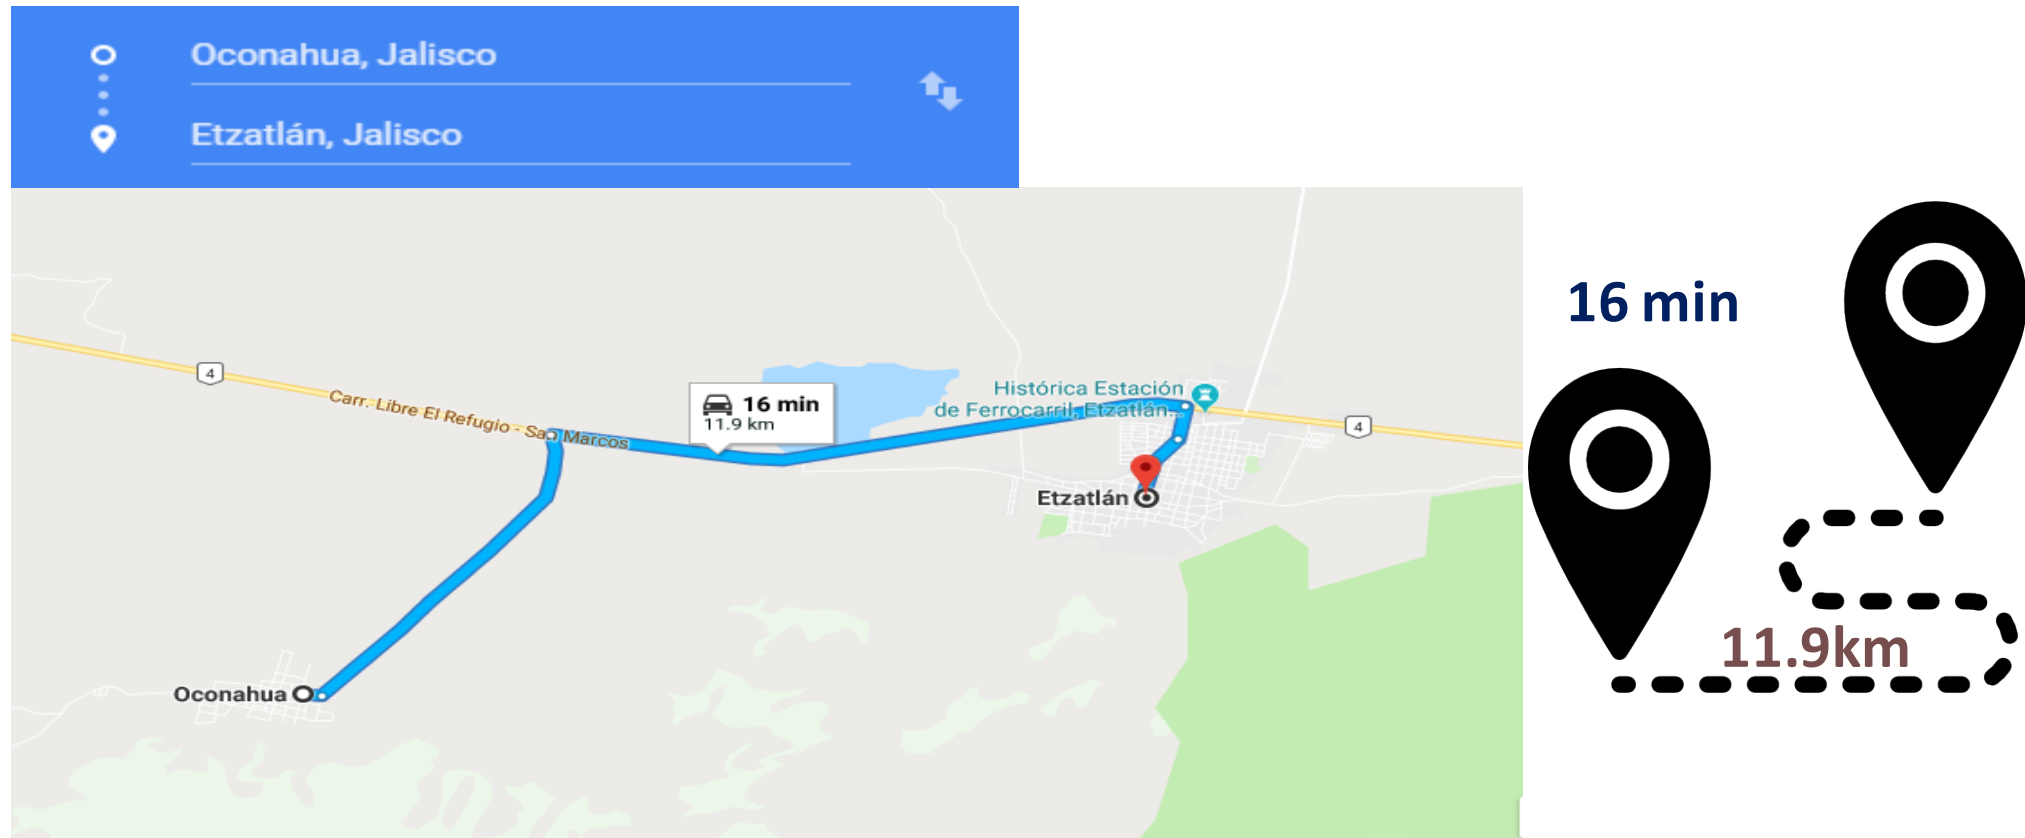 Oconahua, Jalisco
Etzatlán, Jalisco
16 min
4
Carr. Libre El Refugio - San Marcos
16 min
11.9 km
Histórica Estación
de Ferrocarril, Etzatlán...
4
Etzatlán
Oconahua
11.9km